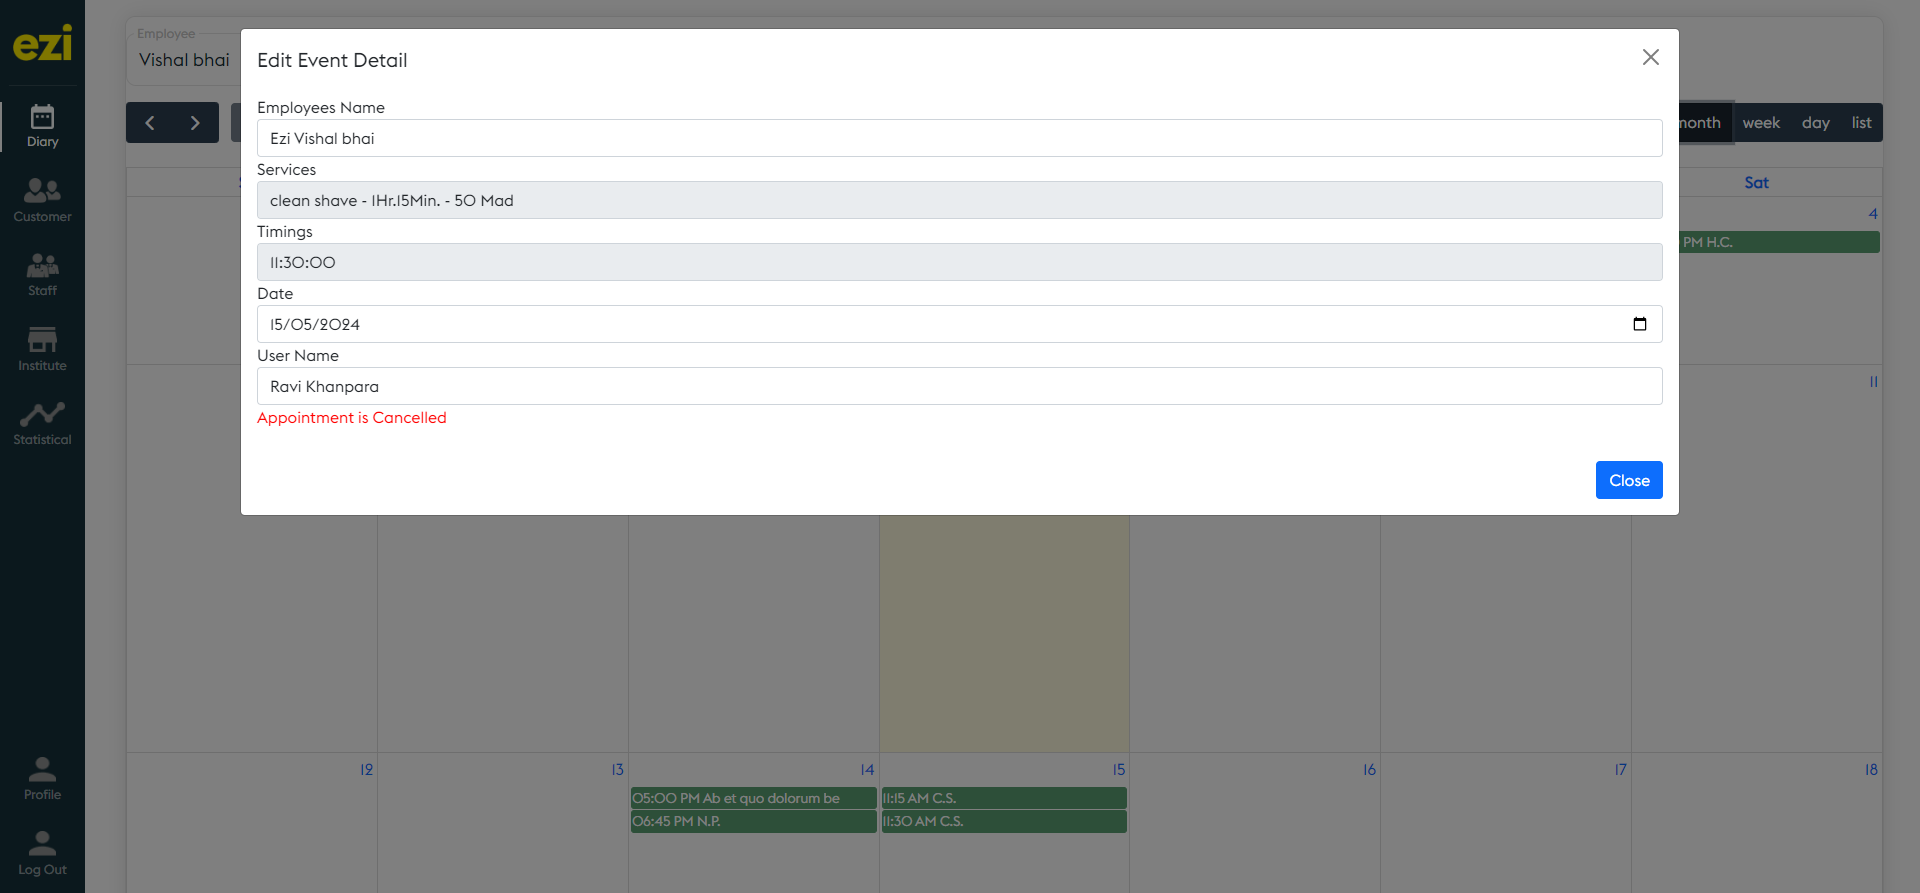 ezi
Employee
Vishal bhai
Diary
Customer
Staff
Institute
Statistical
Profile
Log Out
Edit Event Detail
Employees Name
Ezi Vishal bhai
Services
clean shave - 1Hr.15Min. - 50 Mad
Timings
11:30:00
Date
15/05/2024
User Name
Ravi Khanpara
Appointment is Cancelled
Close
month week day list
Sat
4
PM H.C.
11
12 13 14 15 16 17 18
05:00 PM Ab et quo dolorum be
11:15 AM C.S.
06:45 PM N.P.
11:30 AM C.S.